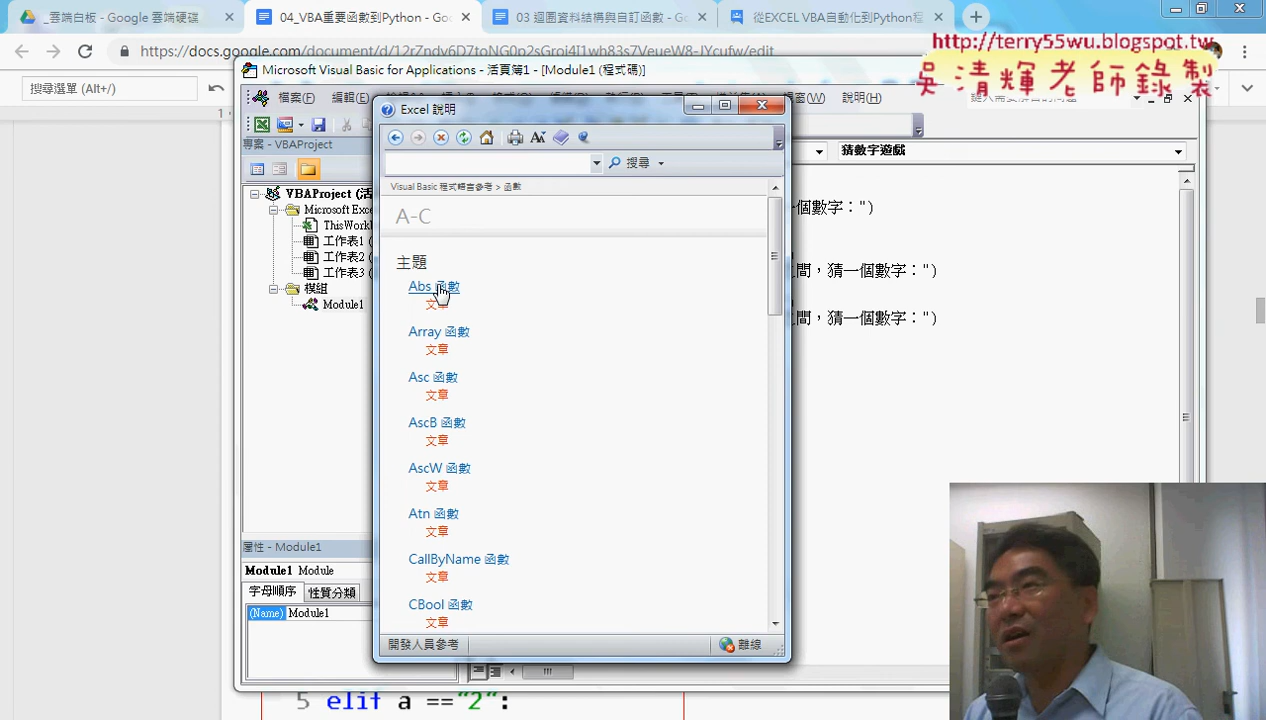 _雲端白板 - Google 雲端硬碟
04_VBA重要函數到Python - Goo
03 迴圈資料結構與自訂函數 - Go
從EXCEL VBA自動化到Python程
https://docs.google.com/document/d/
/edit
http://terry55wu.blogspot.tw
吳清輝老師錄製
搜尋選單 (Alt+/)
Microsoft Visual Basic for Applications - 活頁簿1 - [Module1 (程式碼)]
檔案(F)
編輯(E)
視窗(W)
說明(H)
Excel 說明
專案 - VBAProject
搜尋
猜數字遊戲
Visual Basic 程式語言參考 > 函數
VBAProject (活
Microsoft Exce
ThisWorkl
工作表1 (
工作表2 (
工作表3 (
模組
Module1
A-C
主題
Abs 函數
文章
Array 函數
文章
Asc 函數
文章
AscB 函數
文章
AscW 函數
文章
Atn 函數
文章
CallByName 函數
文章
CBool 函數
文章
個數字：")
間，猜一個數字：")
間，猜一個數字：")
屬性 - Module1
Module1 Module
字母順序
性質分類
(Name) Module1
開發人員參考
離線
5 elif a =="2":